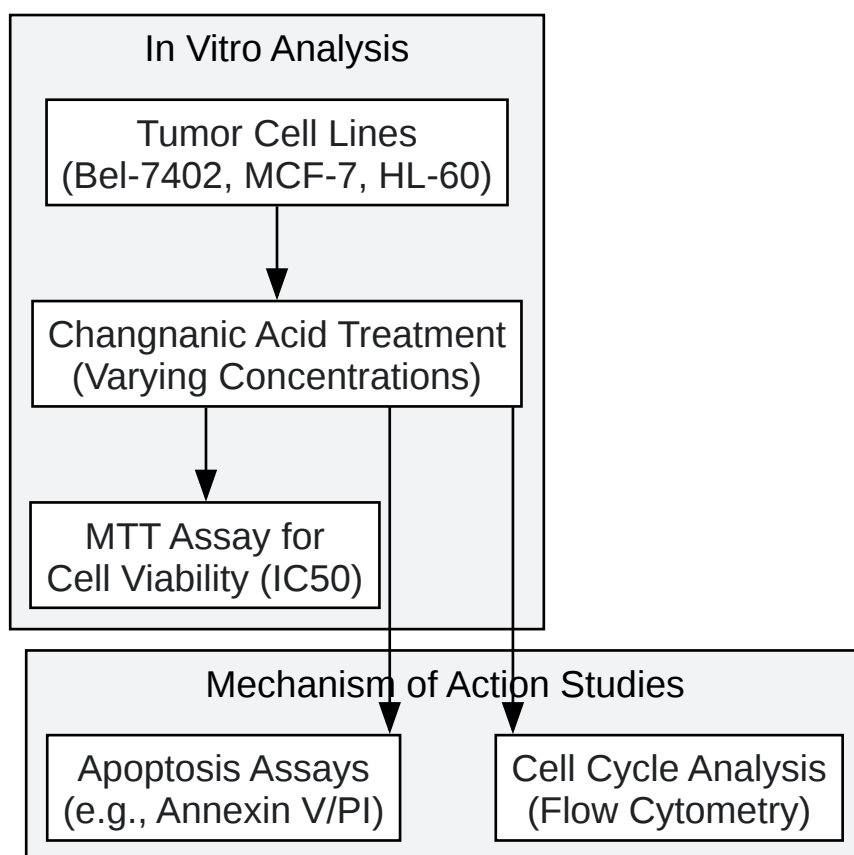 In Vitro Analysis
Tumor Cell Lines
(Bel-7402, MCF-7, HL-60)
Changnanic Acid Treatment
(Varying Concentrations)
MTT Assay for
Cell Viability (IC50)
Mechanism of Action Studies
Apoptosis Assays
(e.g., Annexin V/PI)
Cell Cycle Analysis
(Flow Cytometry)